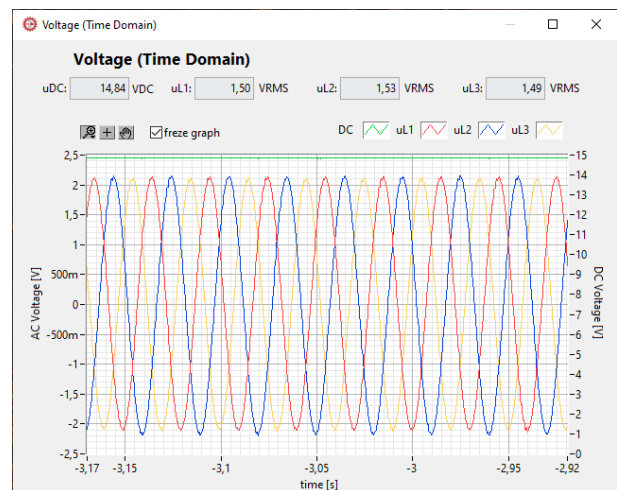 Voltage (Time Domain)
Voltage (Time Domain)
uDC: 14,84 VDC uL1: 1,50 VRMS uL2: 1,53 VRMS uL3: 1,49 VRMS
freze graph DC uL1 uL2 uL3
2,5 15
14
2 13
1,5 12
11
1 10
500m 9
8
0 7
-500m 6
5
-1 4
-1,5 3
2
-2 1
-2,5 0
AC Voltage [V]
DC Voltage [V]
-3,17 -3,15 -3,1 -3,05 -3 -2,95 -2,92
time [s]